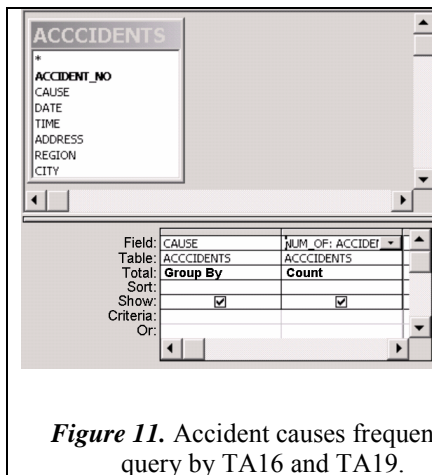 ACCCIDENTS
*
ACCIDENT_NO
CAUSE
DATE
TIME
ADDRESS
REGION
CITY
Field: CAUSE NUM_OF: ACCIDEN
Table: ACCCIDENTS ACCCIDENTS
Total: Group By Count
Sort:
Show:
Criteria:
Or:
Figure 11. Accident causes frequen
query by TA16 and TA19.